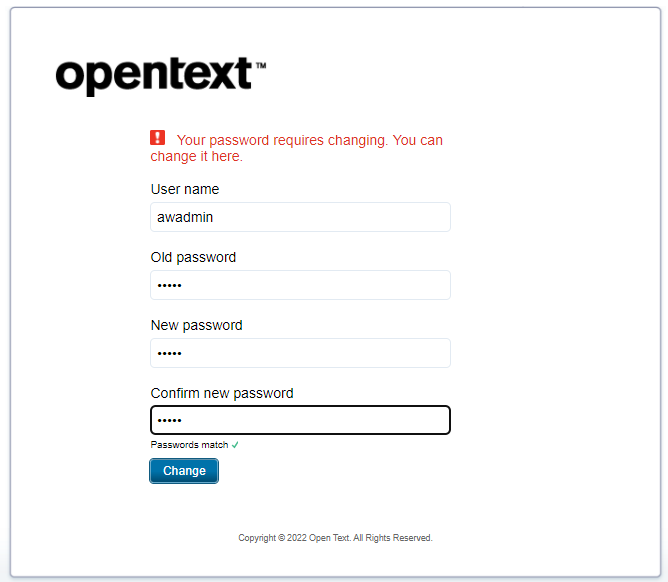 opentext™
Your password requires changing. You can
change it here.
User name
awadmin
Old password
•••••
New password
•••••
Confirm new password
•••••
Passwords match ✓
Change
Copyright © 2022 Open Text. All Rights Reserved.